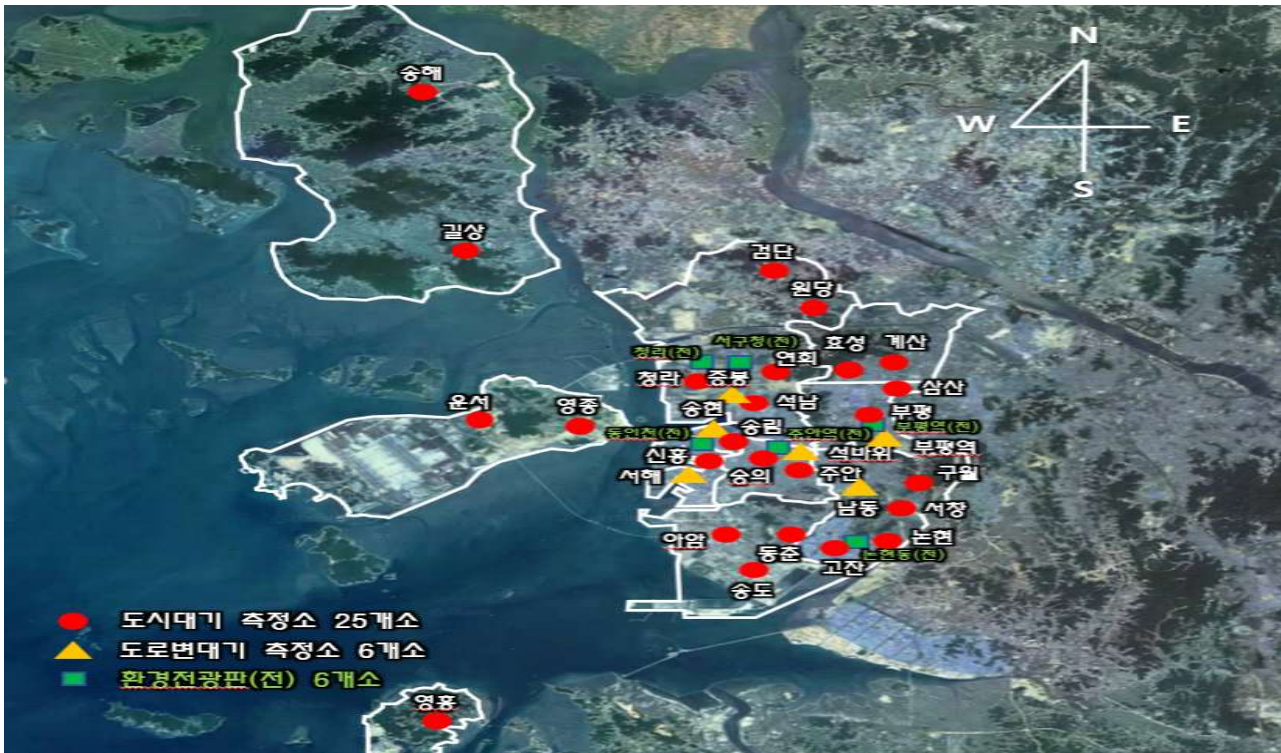 N
송해
W E
S
길상
검단
원당
서구청(전)
효성 계산
청라(전)
연희
청라 중봉
삼산
운서 영종
송현 석남
부평
동인천(전) 송림 주안역(전) 부평역(전)
신흥 석바위 부평역
서해 숭의 주안 구월
남동 서창
아암 동춘 고잔 논현
논현동(전)
송도
도시대기 측정소 25개소
도로변대기 측정소 6개소
환경전광판(전) 6개소
영흥